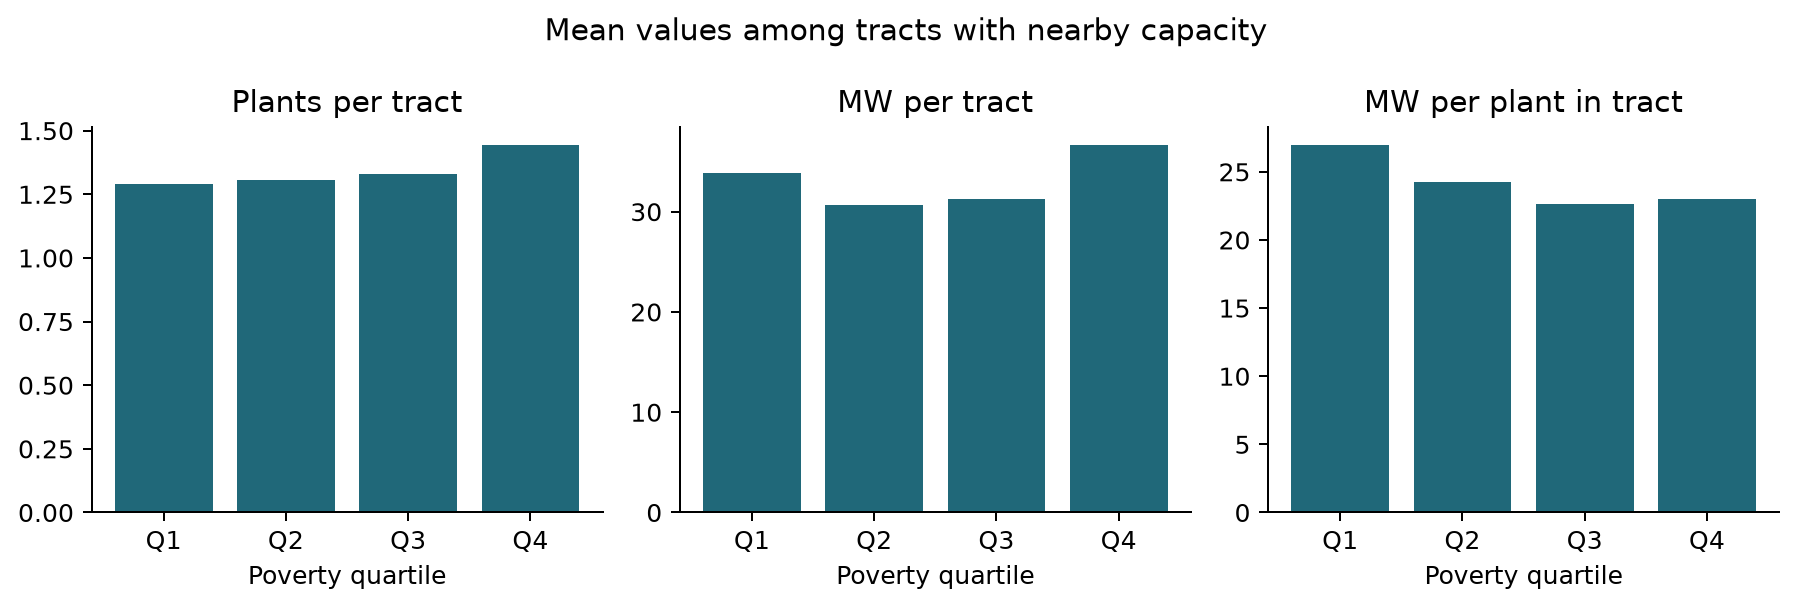 Mean values among tracts with nearby capacity
Plants per tract
1.50
1.25
1.00
0.75
0.50
0.25
0.00
Q1 Q2 Q3 Q4
Poverty quartile
MW per tract
30
20
10
0
Q1 Q2 Q3 Q4
Poverty quartile
MW per plant in tract
25
20
15
10
5
0
Q1 Q2 Q3 Q4
Poverty quartile